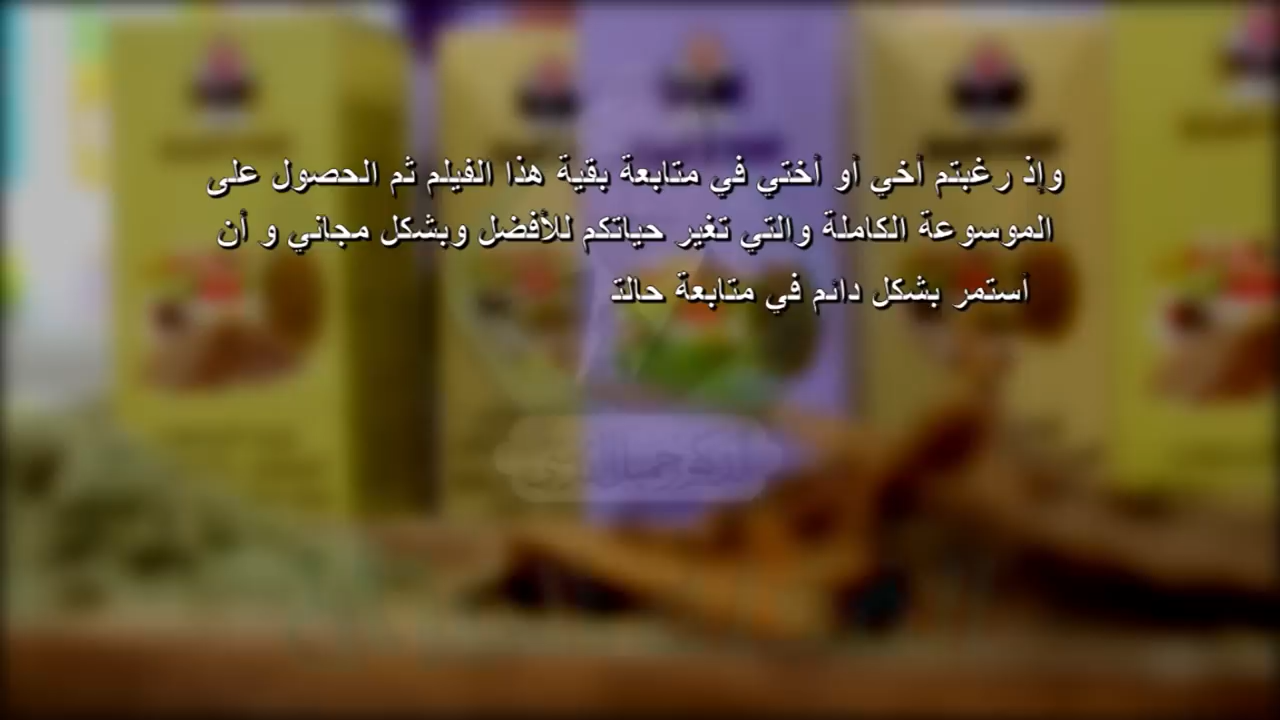 وإذ رغبتم أخي أو أختي في متابعة بقية هذا الفيلم ثم الحصول على
الموسوعة الكاملة والتي تغير حياتكم للأفضل وبشكل مجاني و أن
أستمر بشكل دائم في متابعة حالتـ